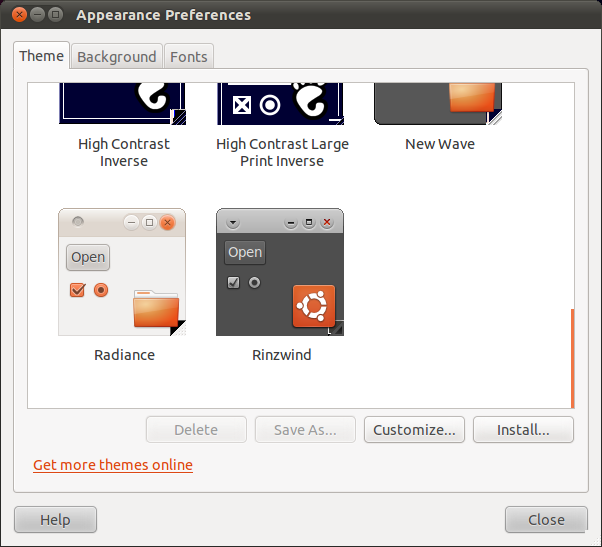 Appearance Preferences
Theme
Background
Fonts
High Contrast
Inverse
High Contrast Large
Print Inverse
New Wave
Open
Open
Radiance
Rinzwind
Delete
Save As...
Customize...
Install...
Get more themes online
Help
Close